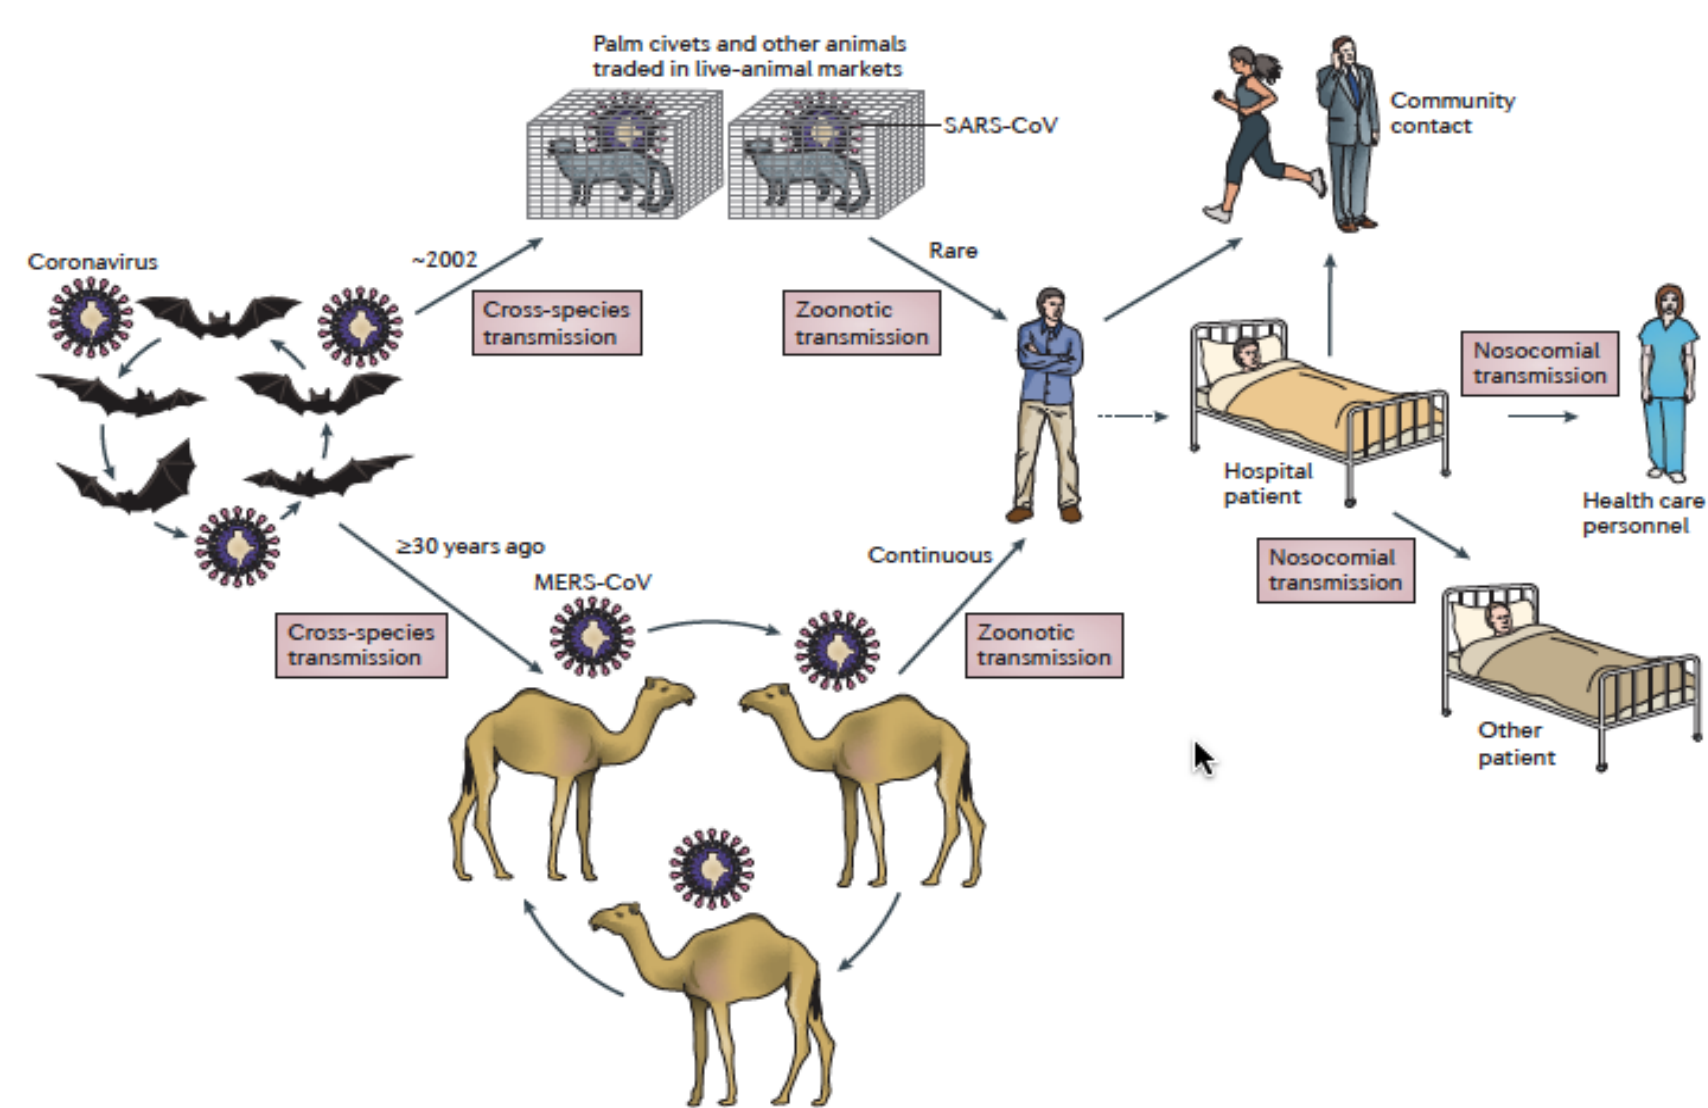 Palm civets and other animals
traded in live-animal markets
SARS-CoV
Community
contact
Coronavirus
~2002
Rare
Cross-species
transmission
Zoonotic
transmission
Nosocomial
transmission
Hospital
patient
Health care
personnel
≥30 years ago
Continuous
MERS-CoV
Nosocomial
transmission
Cross-species
transmission
Zoonotic
transmission
Other
patient